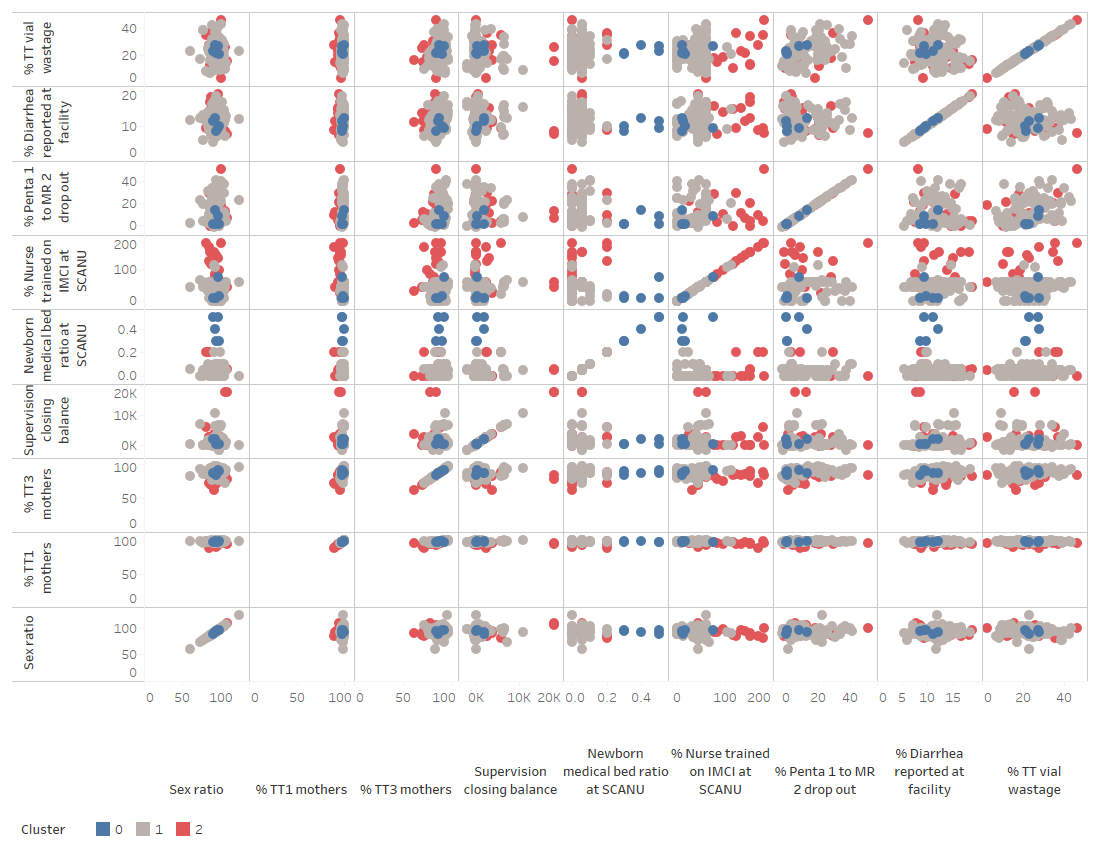 % TT vial
wastage
40
20
0
% Diarrhea
reported at
facility
20
10
0
% Penta 1
to MR 2
drop out
40
20
0
% Nurse
trained on
IMCI at
SCANU
200
100
0
Newborn
medical bed
ratio at
SCANU
0.4
0.2
0.0
Supervision
closing
balance
20K
10K
0K
% TT3
mothers
100
50
0
% TT1
mothers
100
50
0
Sex ratio
100
50
0
0 50 100 0 50 100 0 50 100 0K 10K 20K 0.0 0.2 0.4 0 100 200 0 20 40 0 5 10 15 0 20 40
Sex ratio
% TT1 mothers
% TT3 mothers
Supervision
closing balance
Newborn
medical bed ratio
at SCANU
% Nurse trained
on IMCI at
SCANU
% Penta 1 to MR
2 drop out
% Diarrhea
reported at
facility
% TT vial
wastage
Cluster 0 1 2